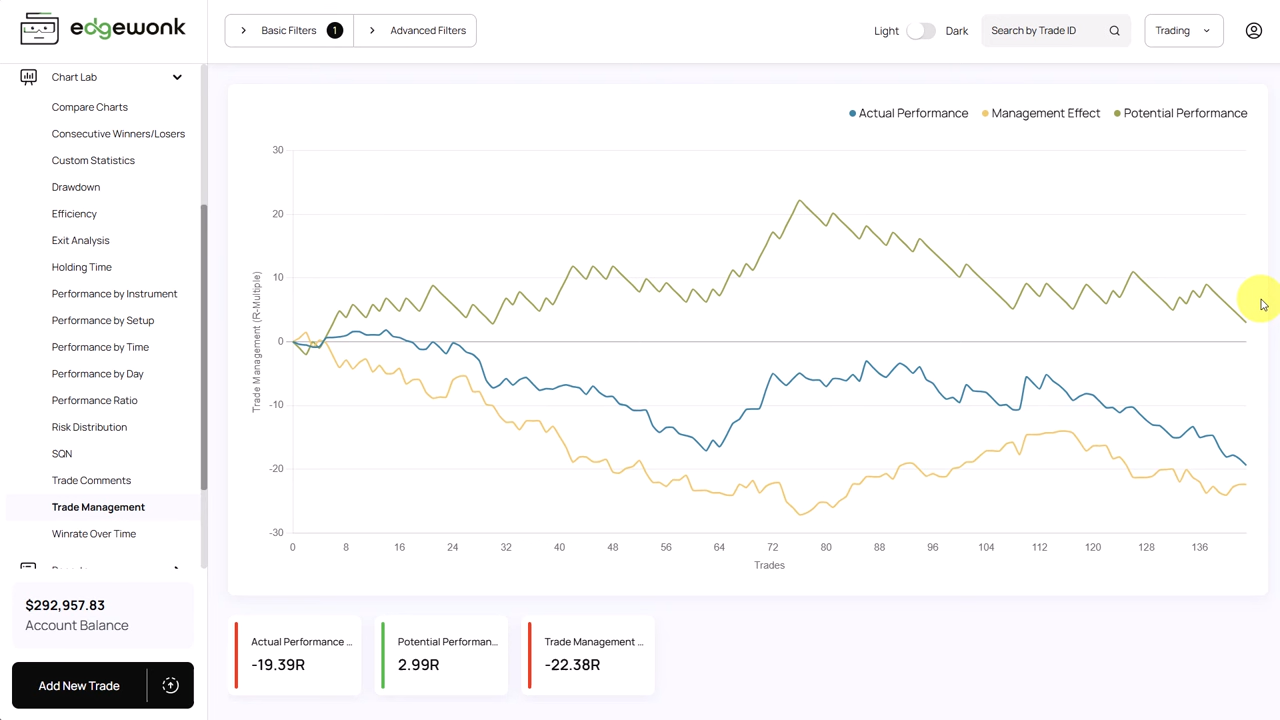 edgewonk
Basic Filters 1 Advanced Filters
Light Dark
Search by Trade ID
Trading
Chart Lab
Compare Charts
Consecutive Winners/Losers
Custom Statistics
Drawdown
Efficiency
Exit Analysis
Holding Time
Performance by Instrument
Performance by Setup
Performance by Time
Performance by Day
Performance Ratio
Risk Distribution
SQN
Trade Comments
Trade Management
Winrate Over Time
$292,957.83
Account Balance
Add New Trade
Actual Performance Management Effect Potential Performance
Trade Management (R-Multiple)
30
20
10
0
-10
-20
-30
0 8 16 24 32 40 48 56 64 72 80 88 96 104 112 120 128 136
Trades
Actual Performance ...
-19.39R
Potential Performan...
2.99R
Trade Management ...
-22.38R